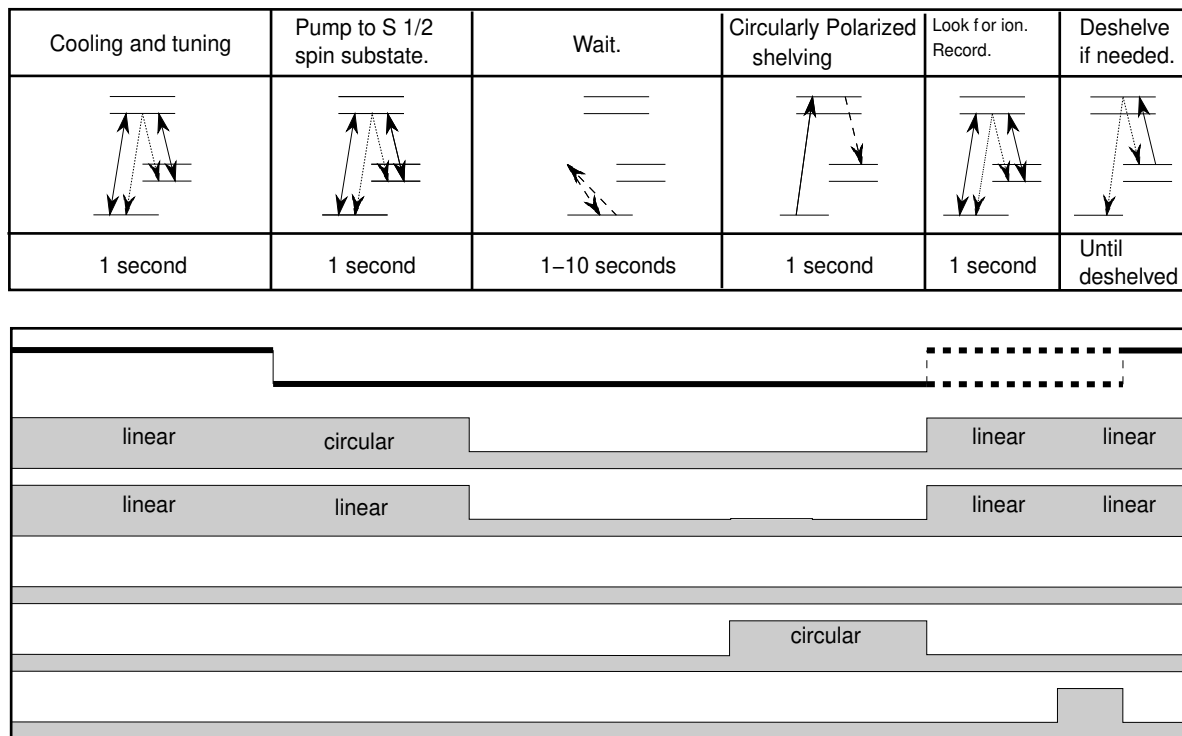 Cooling and tuning
Pump to S 1/2
spin substate.
Wait.
Circularly Polarized
shelving
Look for ion.
Record.
Deshelve
if needed.
1 second
1 second
1−10 seconds
1 second
1 second
Until
deshelved
linear
circular
linear
linear
linear
linear
linear
linear
circular